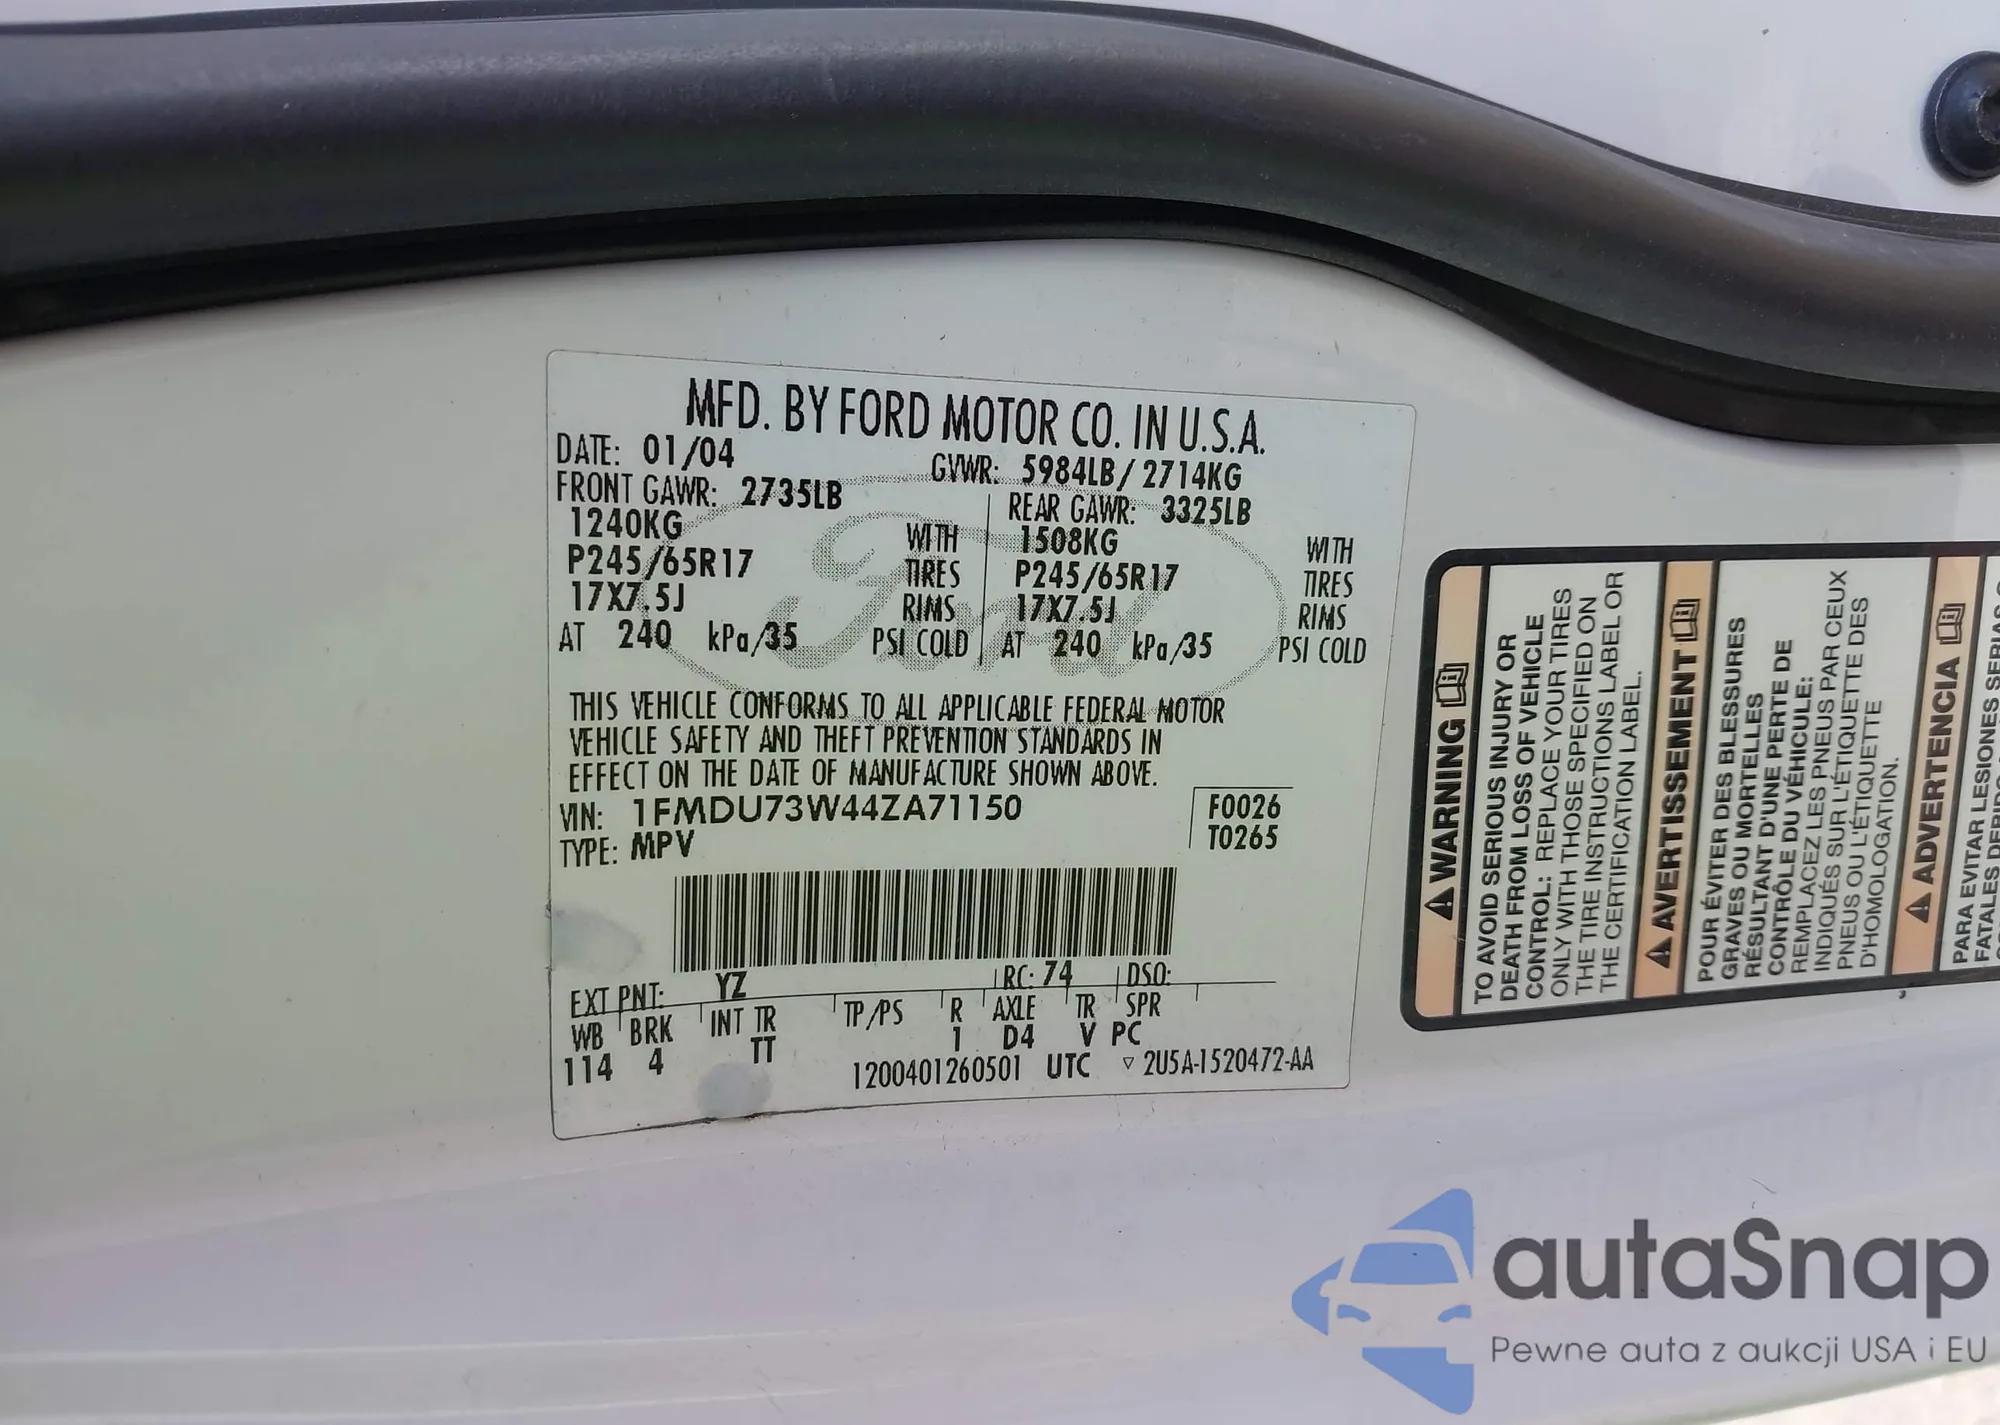 MFD. BY FORD MOTOR CO. IN U.S.A.
DATE: 01/04 GVWR: 5984LB/ 2714KG
FRONT GAWR: 2735LB REAR GAWR: 3325LB
1240KG WITH 1508KG WITH
P245/65R17 TIRES P245/65R17 TIRES
17X7.5J RIMS 17X7.5J RIMS
AT 240 kPa/35 PSI COLD AT 240 kPa/35 PSI COLD
Ford
THIS VEHICLE CONFORMS TO ALL APPLICABLE FEDERAL MOTOR
VEHICLE SAFETY AND THEFT PREVENTION STANDARDS IN
EFFECT ON THE DATE OF MANUFACTURE SHOWN ABOVE.
VIN: 1FMDU73W44ZA71150 F0026
TYPE: MPV T0265
EXT PNT: YZ RC: 74 DSO:
WB BRK INT TR TP/PS R AXLE TR SPR
114 4 TT 1 D4 V PC
1200401260501 UTC ▽ 2U5A-1520472-AA
⚠ WARNING
TO AVOID SERIOUS INJURY OR
DEATH FROM LOSS OF VEHICLE
CONTROL: REPLACE YOUR TIRES
ONLY WITH THOSE SPECIFIED ON
THE TIRE INSTRUCTIONS LABEL OR
THE CERTIFICATION LABEL.
⚠ AVERTISSEMENT
POUR ÉVITER DES BLESSURES
GRAVES OU MORTELLES
RÉSULTANT D'UNE PERTE DE
CONTRÔLE DU VÉHICULE:
REMPLACEZ LES PNEUS PAR CEUX
INDIQUÉS SUR L'ÉTIQUETTE DES
PNEUS OU L'ÉTIQUETTE
D'HOMOLOGATION.
⚠ ADVERTENCIA
PARA EVITAR LESIONES SERIAS O
FATALES
autaSnap
Pewne auta z aukcji USA i EU